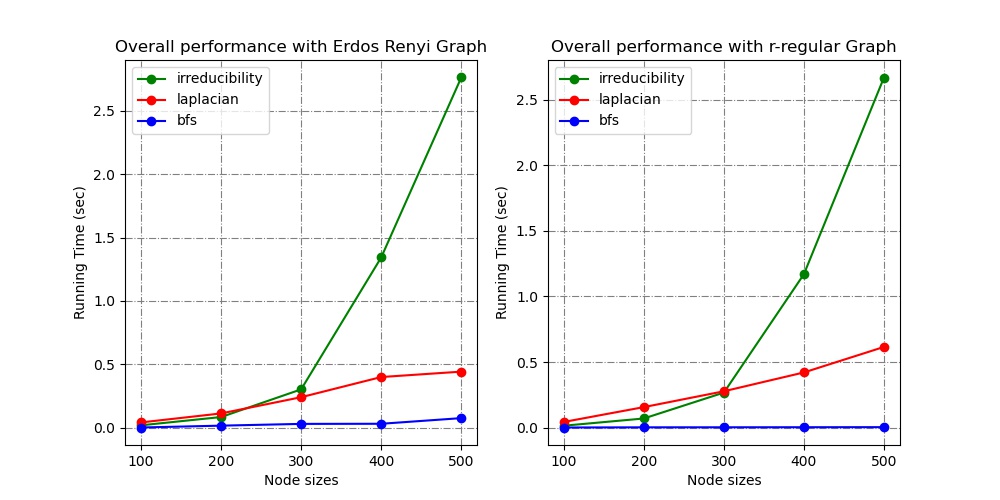 Overall performance with Erdos Renyi Graph
irreducibility
laplacian
bfs
2.5
2.0
1.5
1.0
0.5
0.0
Running Time (sec)
100 200 300 400 500
Node sizes
Overall performance with r-regular Graph
irreducibility
laplacian
bfs
2.5
2.0
1.5
1.0
0.5
0.0
Running Time (sec)
100 200 300 400 500
Node sizes